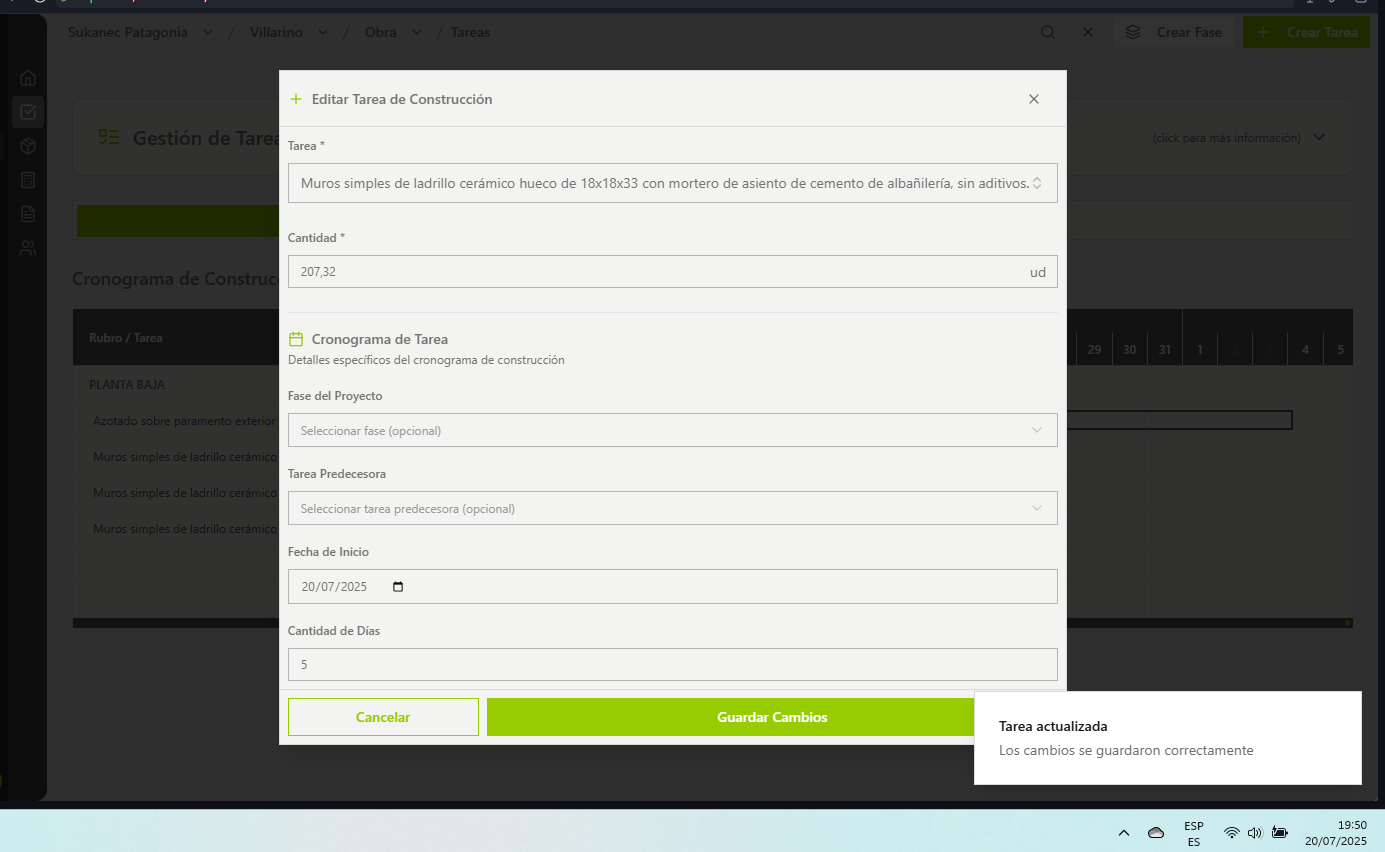 Sukanec Patagonia / Villarino / Obra / Tareas
Crear Fase
+ Crear Tarea
Editar Tarea de Construcción
Gestión de Tarea
(click para más información)
Tarea *
Muros simples de ladrillo cerámico hueco de 18x18x33 con mortero de asiento de cemento de albañilería, sin aditivos.
Cantidad *
207,32 ud
Cronograma de Construcc
Rubro / Tarea
29 30 31 1 4 5
PLANTA BAJA
Azotado sobre paramento exterior
Muros simples de ladrillo cerámico
Muros simples de ladrillo cerámico
Muros simples de ladrillo cerámico
Cronograma de Tarea
Detalles específicos del cronograma de construcción
Fase del Proyecto
Seleccionar fase (opcional)
Tarea Predecesora
Seleccionar tarea predecesora (opcional)
Fecha de Inicio
20/07/2025
Cantidad de Días
5
Cancelar
Guardar Cambios
Tarea actualizada
Los cambios se guardaron correctamente
ESP
ES
19:50
20/07/2025